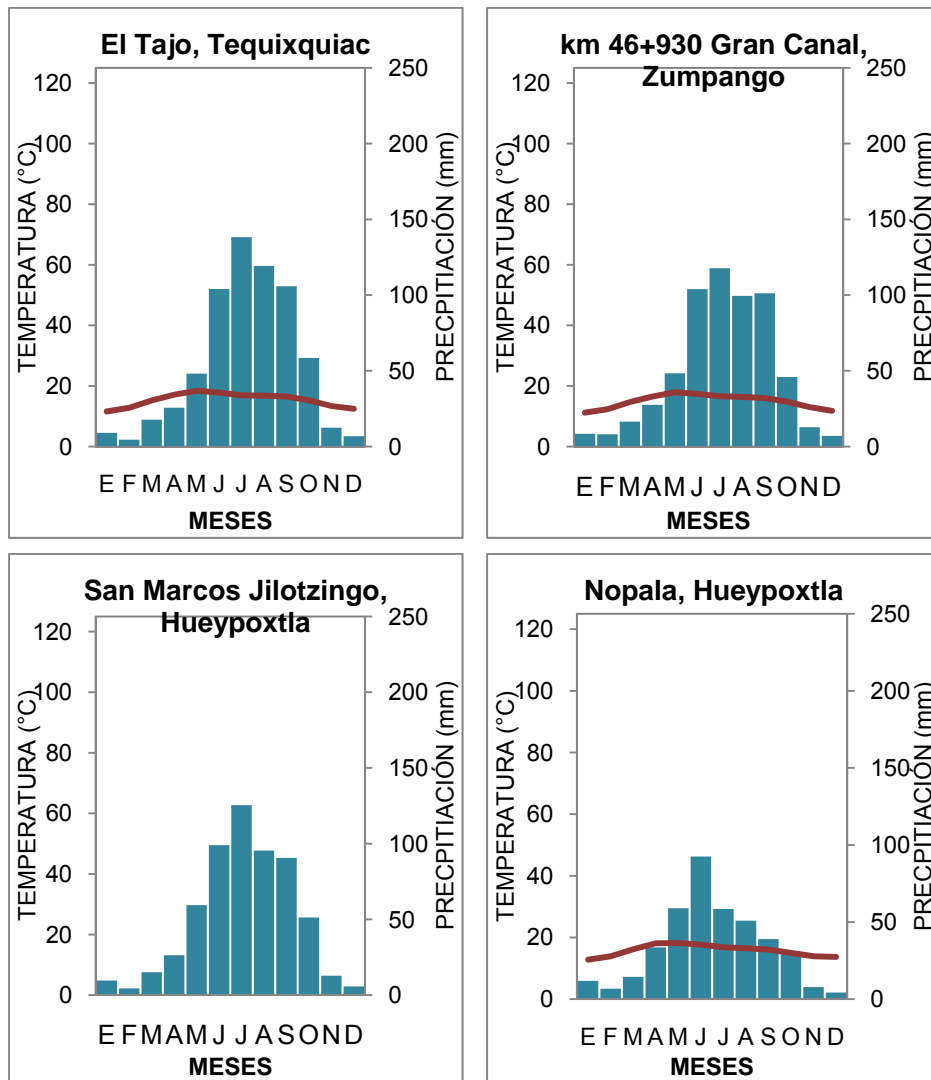 El Tajo, Tequixquiac
TEMPERATURA (°C)
120
100
80
60
40
20
0
250
200
150
100
50
0
PRECPITIACIÓN (mm)
E F M A M J J A S O N D
MESES
km 46+930 Gran Canal,
Zumpango
TEMPERATURA (°C)
120
100
80
60
40
20
0
250
200
150
100
50
0
PRECPITIACIÓN (mm)
E F M A M J J A S O N D
MESES
San Marcos Jilotzingo,
Hueypoxtla
TEMPERATURA (°C)
120
100
80
60
40
20
0
250
200
150
100
50
0
PRECPITIACIÓN (mm)
E F M A M J J A S O N D
MESES
Nopala, Hueypoxtla
TEMPERATURA (°C)
120
100
80
60
40
20
0
250
200
150
100
50
0
PRECPITIACIÓN (mm)
E F M A M J J A S O N D
MESES